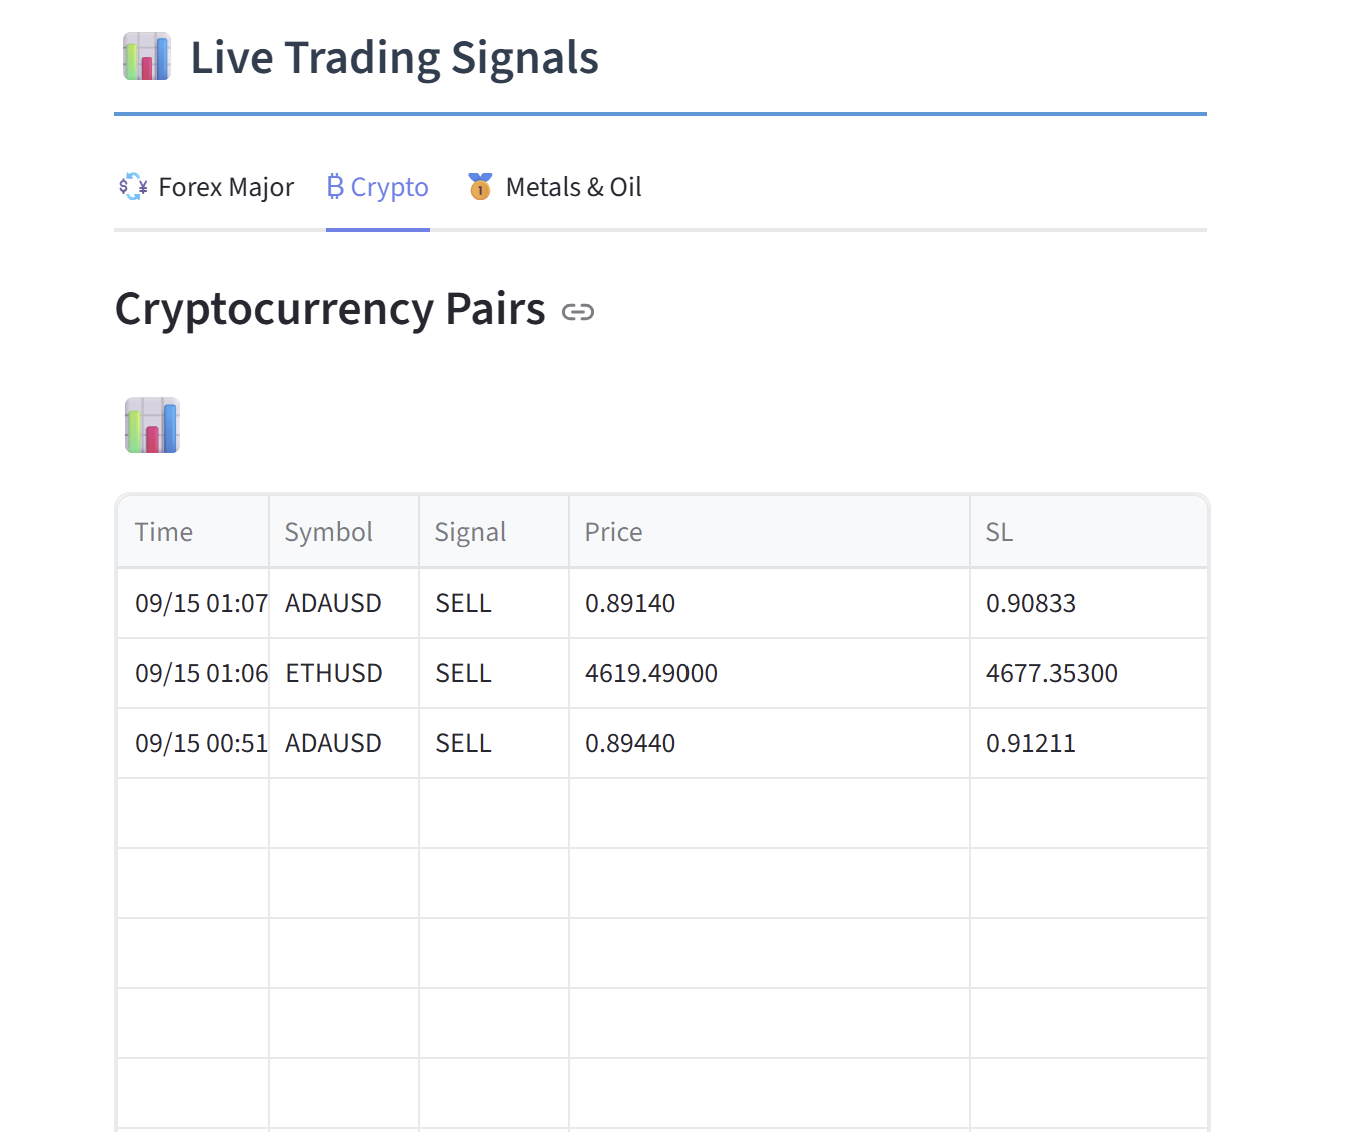 Live Trading Signals
Forex Major ₿ Crypto Metals & Oil
Cryptocurrency Pairs
Time Symbol Signal Price SL
09/15 01:07 ADAUSD SELL 0.89140 0.90833
09/15 01:06 ETHUSD SELL 4619.49000 4677.35300
09/15 00:51 ADAUSD SELL 0.89440 0.91211